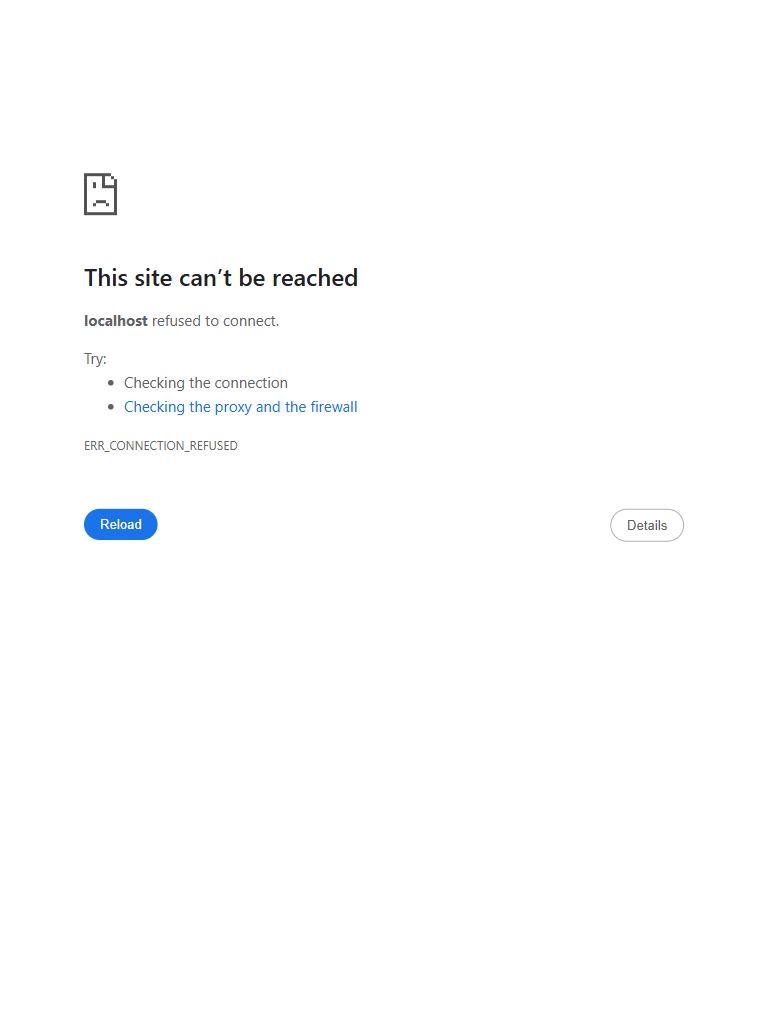 This site can’t be reached
localhost refused to connect.
Try:
Checking the connection
Checking the proxy and the firewall
ERR_CONNECTION_REFUSED
Reload
Details